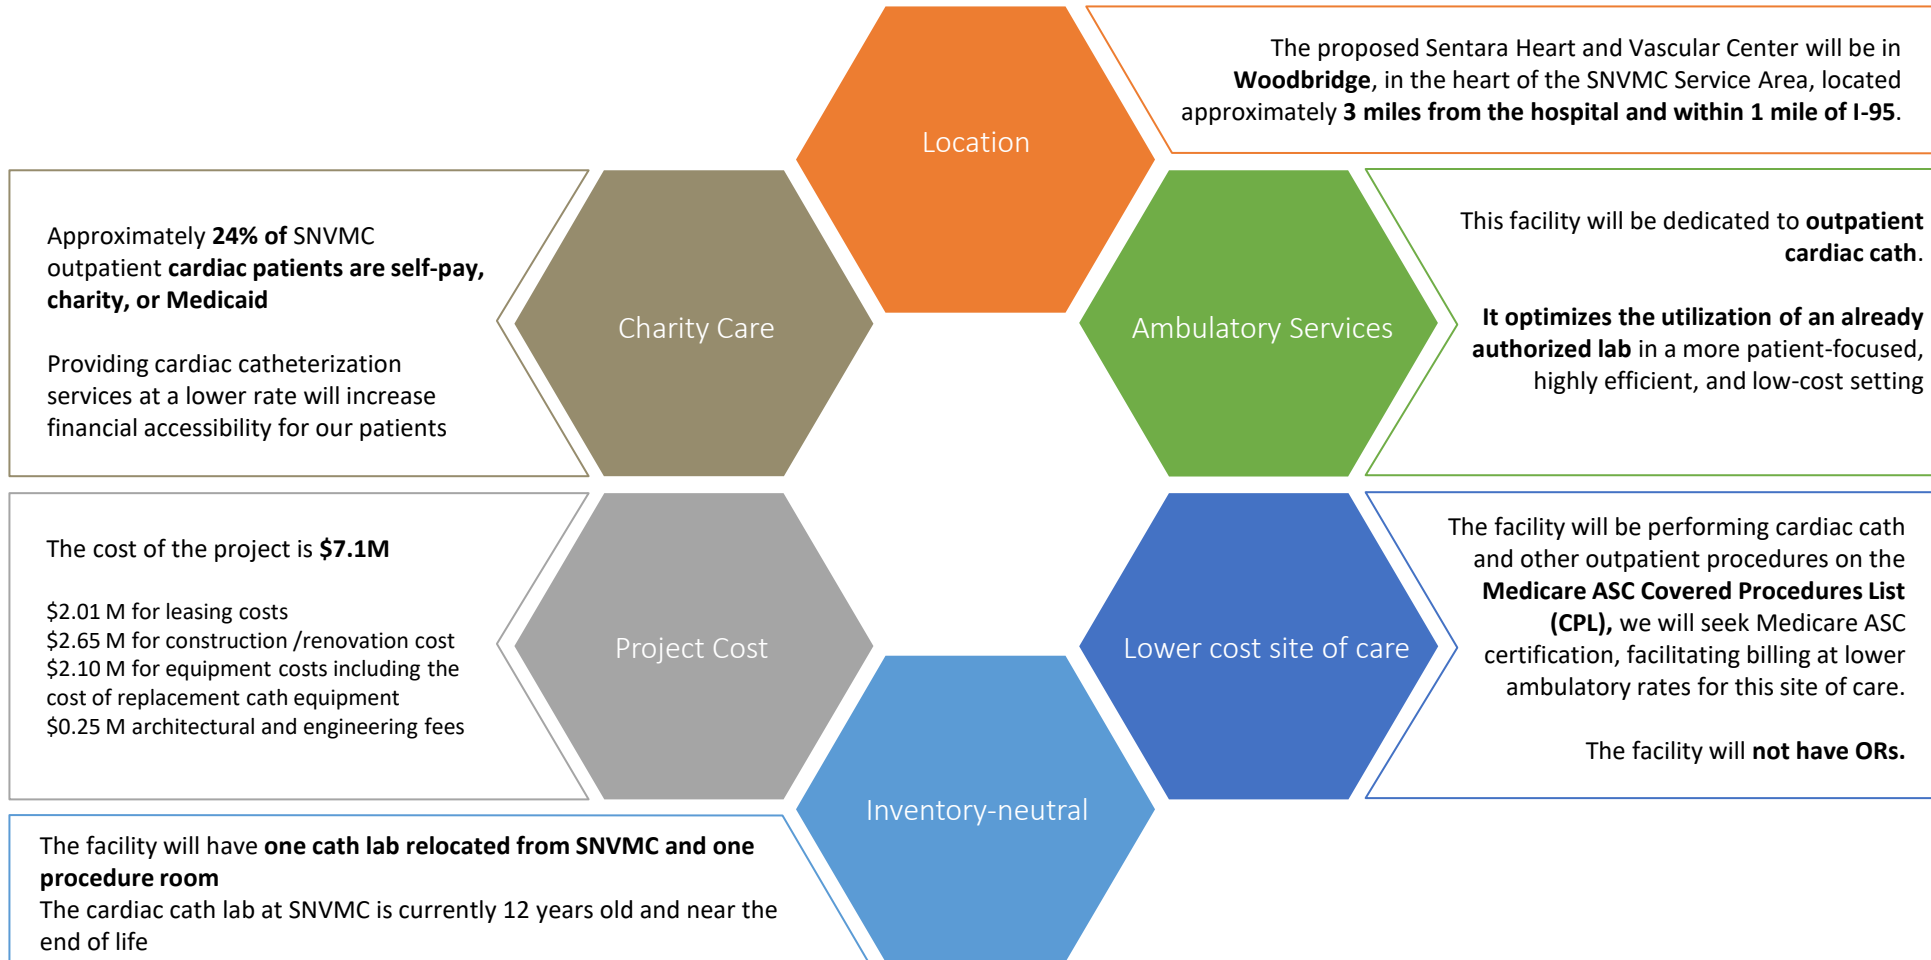 Location
The proposed Sentara Heart and Vascular Center will be in
Woodbridge, in the heart of the SNVMC Service Area, located
approximately 3 miles from the hospital and within 1 mile of I-95.
Approximately 24% of SNVMC
outpatient cardiac patients are self-pay,
charity, or Medicaid
Providing cardiac catheterization
services at a lower rate will increase
financial accessibility for our patients
Charity Care
Ambulatory Services
This facility will be dedicated to outpatient
cardiac cath.
It optimizes the utilization of an already
authorized lab in a more patient-focused,
highly efficient, and low-cost setting
The cost of the project is $7.1M
$2.01 M for leasing costs
$2.65 M for construction /renovation cost
$2.10 M for equipment costs including the
cost of replacement cath equipment
$0.25 M architectural and engineering fees
Project Cost
Lower cost site of care
The facility will be performing cardiac cath
and other outpatient procedures on the
Medicare ASC Covered Procedures List
(CPL), we will seek Medicare ASC
certification, facilitating billing at lower
ambulatory rates for this site of care.
The facility will not have ORs.
Inventory-neutral
The facility will have one cath lab relocated from SNVMC and one
procedure room
The cardiac cath lab at SNVMC is currently 12 years old and near the
end of life